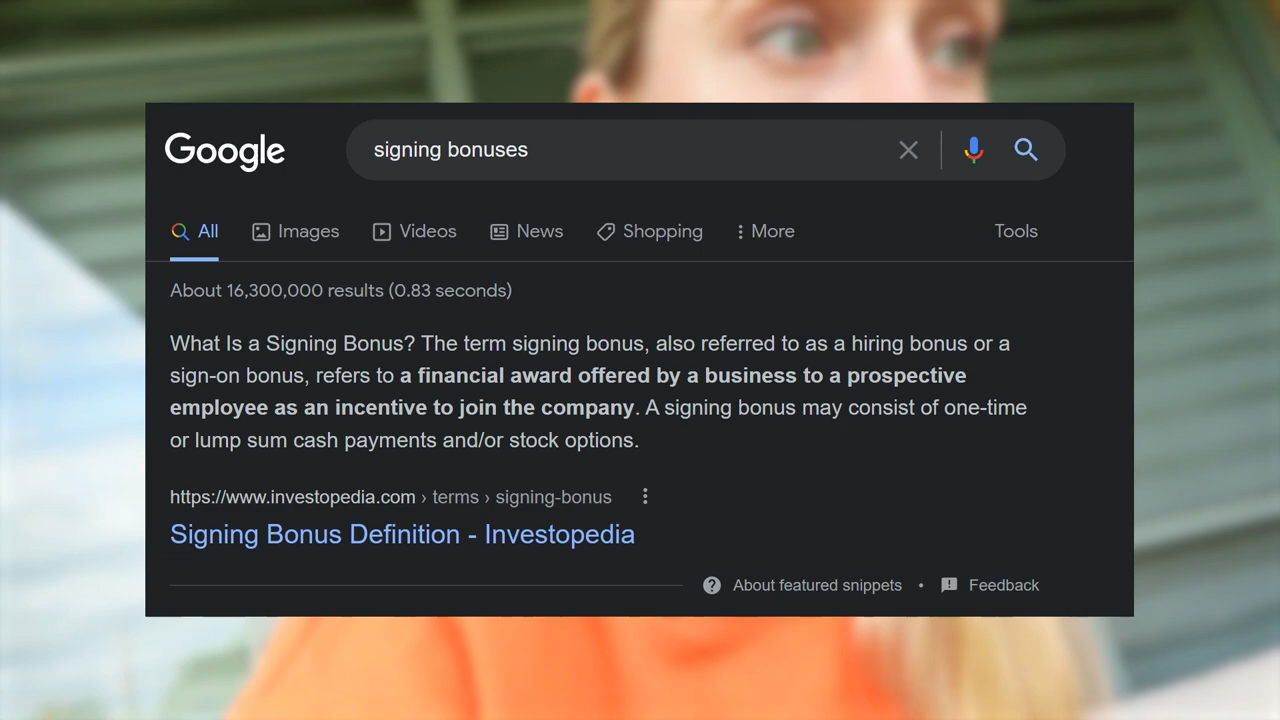 Google
signing bonuses
All Images Videos News Shopping More Tools
About 16,300,000 results (0.83 seconds)
What Is a Signing Bonus? The term signing bonus, also referred to as a hiring bonus or a
sign-on bonus, refers to a financial award offered by a business to a prospective
employee as an incentive to join the company. A signing bonus may consist of one-time
or lump sum cash payments and/or stock options.
https://www.investopedia.com › terms › signing-bonus
Signing Bonus Definition - Investopedia
About featured snippets • Feedback